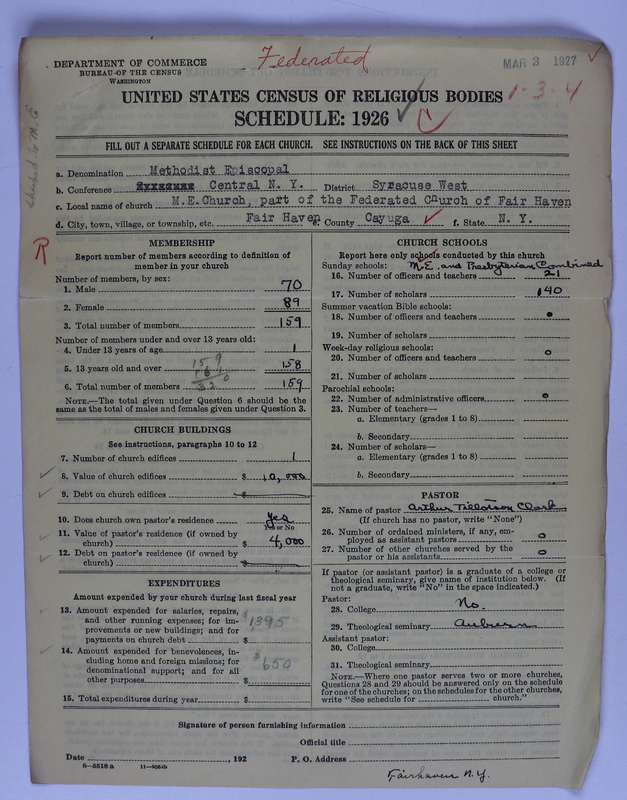 Federated
MAR 3 1927
DEPARTMENT OF COMMERCE
BUREAU OF THE CENSUS
WASHINGTON
UNITED STATES CENSUS OF RELIGIOUS BODIES
1-3-4
SCHEDULE: 1926
FILL OUT A SEPARATE SCHEDULE FOR EACH CHURCH. SEE INSTRUCTIONS ON THE BACK OF THIS SHEET
a. Denomination Methodist Episcopal
b. Conference Central N. Y. District Syracuse West
c. Local name of church M.E.Church, part of the Federated Church of Fair Haven
d. City, town, village, or township, etc. Fair Haven e. County Cayuga f. State N. Y.
R
MEMBERSHIP
Report number of members according to definition of
member in your church
Number of members, by sex:
1. Male 70
2. Female 89
3. Total number of members 159
Number of members under and over 13 years old:
4. Under 13 years of age 1
5. 13 years old and over 158
6. Total number of members 159
159
161
320
NOTE.—The total given under Question 6 should be
same as the total of males and females given under Question 3.
CHURCH BUILDINGS
See instructions, paragraphs 10 to 12
7. Number of church edifices 1
8. Value of church edifices $ 10,000
9. Debt on church edifices $
10. Does church own pastor's residence Yes
Yes or No
11. Value of pastor's residence (if owned by
church) $ 4,000
12. Debt on pastor's residence (if owned by
church) $
EXPENDITURES
Amount expended by your church during last fiscal year
13. Amount expended for salaries, repairs,
and other running expenses; for im-
provements or new buildings; and for
payments on church debt $ 1395
14. Amount expended for benevolences, in-
cluding home and foreign missions; for
denominational support; and for all
other purposes $ 650
15. Total expenditures during year $
CHURCH SCHOOLS
Report here only schools conducted by this church
Sunday schools: M.E. and Presbyterian Combined
16. Number of officers and teachers 21
17. Number of scholars 140
Summer vacation Bible schools:
18. Number of officers and teachers 0
19. Number of scholars
Week-day religious schools:
20. Number of officers and teachers 0
21. Number of scholars
Parochial schools:
22. Number of administrative officers 0
23. Number of teachers—
a. Elementary (grades 1 to 8)
b. Secondary
24. Number of scholars—
a. Elementary (grades 1 to 8)
b. Secondary
PASTOR
25. Name of pastor Arthur Tillotson Clark
(If church has no pastor, write "None")
26. Number of ordained ministers, if any, em-
ployed as assistant pastors 0
27. Number of other churches served by the
pastor or his assistants 0
If pastor (or assistant pastor) is a graduate of a college or
theological seminary, give name of institution below. (If
not a graduate, write "No" in the space indicated.)
Pastor:
28. College No.
29. Theological seminary Auburn
Assistant pastor:
30. College
31. Theological seminary
NOTE.—Where one pastor serves two or more churches,
Questions 28 and 29 should be answered only on the schedule
for one of the churches; on the schedules for the other churches,
write "See schedule for church."
Signature of person furnishing information
Official title
Date , 192 P. O. Address
8—5518a 11—9554b
Fairhaven N.Y.